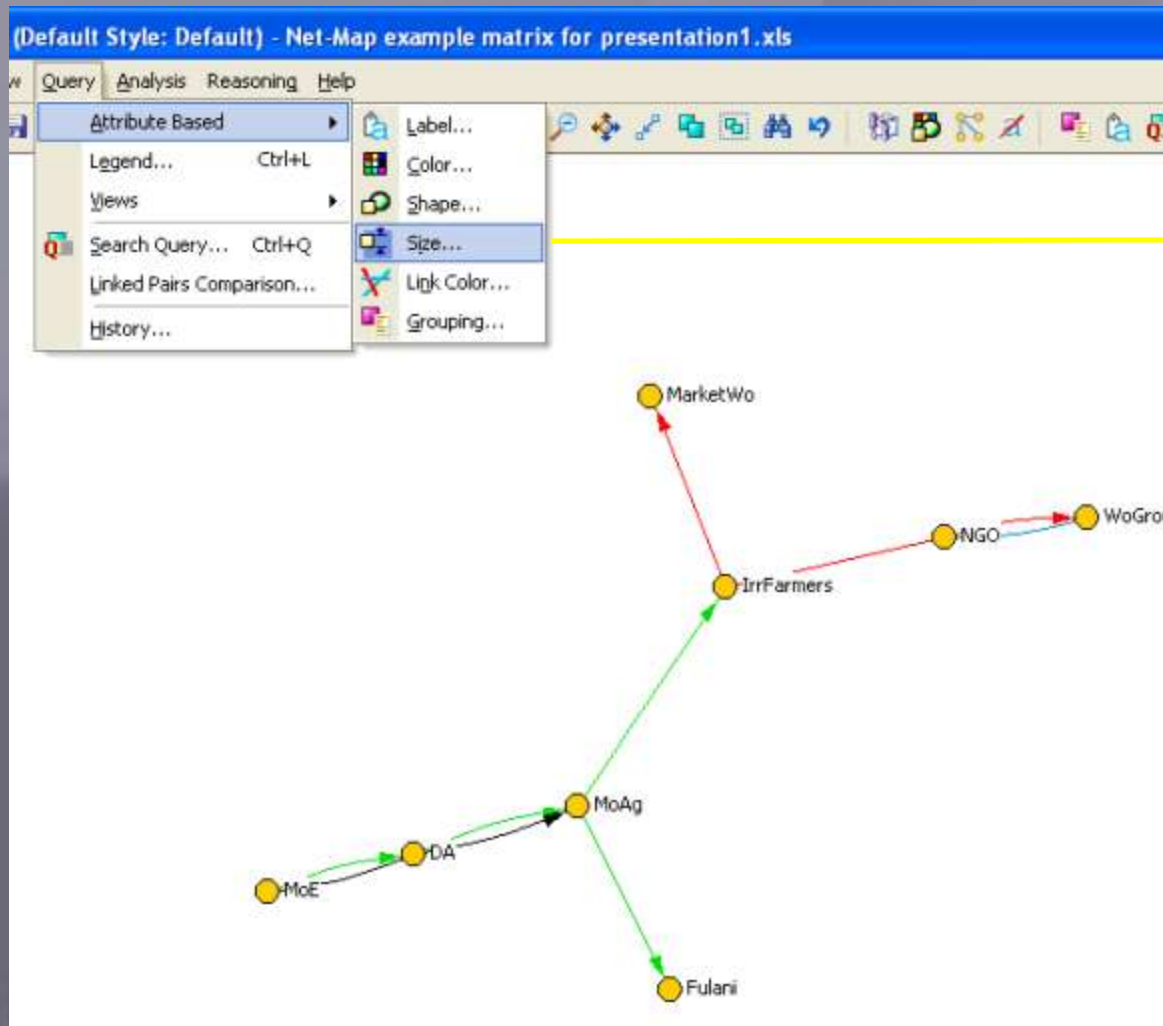 (Default Style: Default) - Net-Map example matrix for presentation1.xls
Query Analysis Reasoning Help
Attribute Based
Legend... Ctrl+L
Views
Search Query... Ctrl+Q
Linked Pairs Comparison...
History...
Label...
Color...
Shape...
Size...
Link Color...
Grouping...
MarketWo
WoGro
NGO
IrrFarmers
MoAg
DA
MoE
Fulani